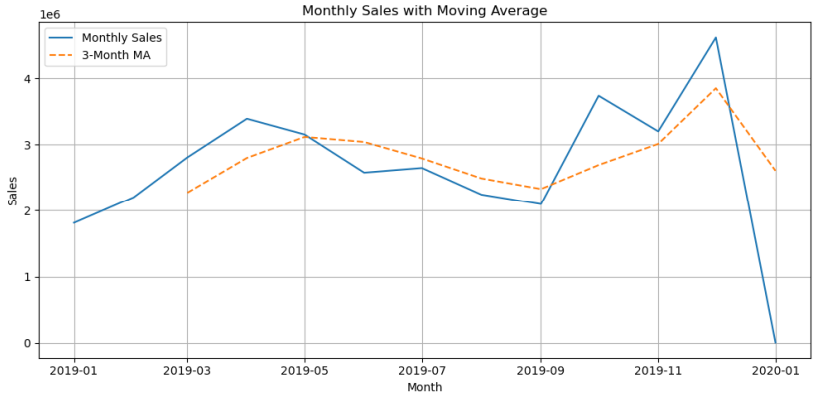 Monthly Sales with Moving Average
1e6
Monthly Sales
3-Month MA
4
3
2
1
0
Sales
2019-01 2019-03 2019-05 2019-07 2019-09 2019-11 2020-01
Month